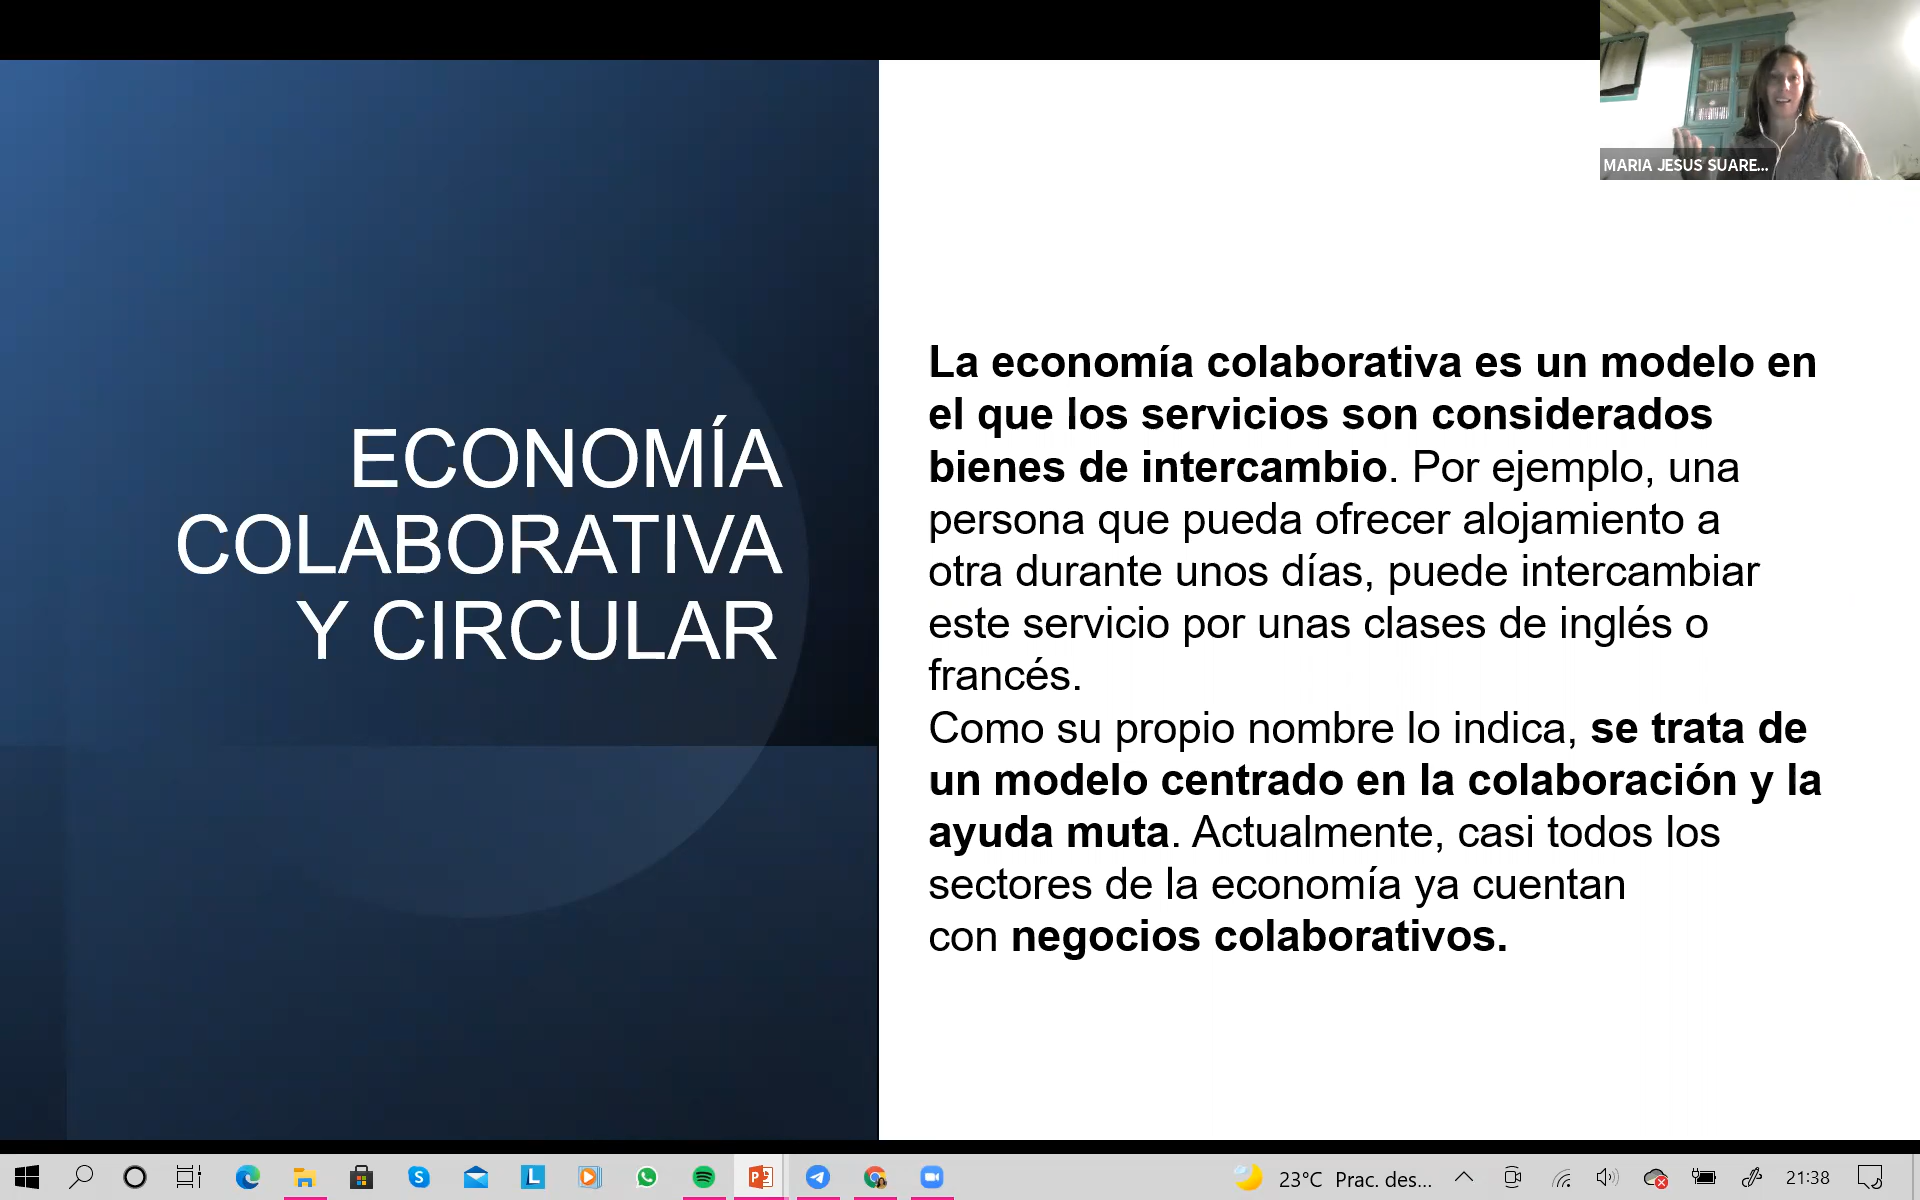 MARIA JESUS SUARE...
ECONOMÍA
COLABORATIVA
Y CIRCULAR
La economía colaborativa es un modelo en
el que los servicios son considerados
bienes de intercambio. Por ejemplo, una
persona que pueda ofrecer alojamiento a
otra durante unos días, puede intercambiar
este servicio por unas clases de inglés o
francés.
Como su propio nombre lo indica, se trata de
un modelo centrado en la colaboración y la
ayuda muta. Actualmente, casi todos los
sectores de la economía ya cuentan
con negocios colaborativos.
23°C Prac. des... 21:38